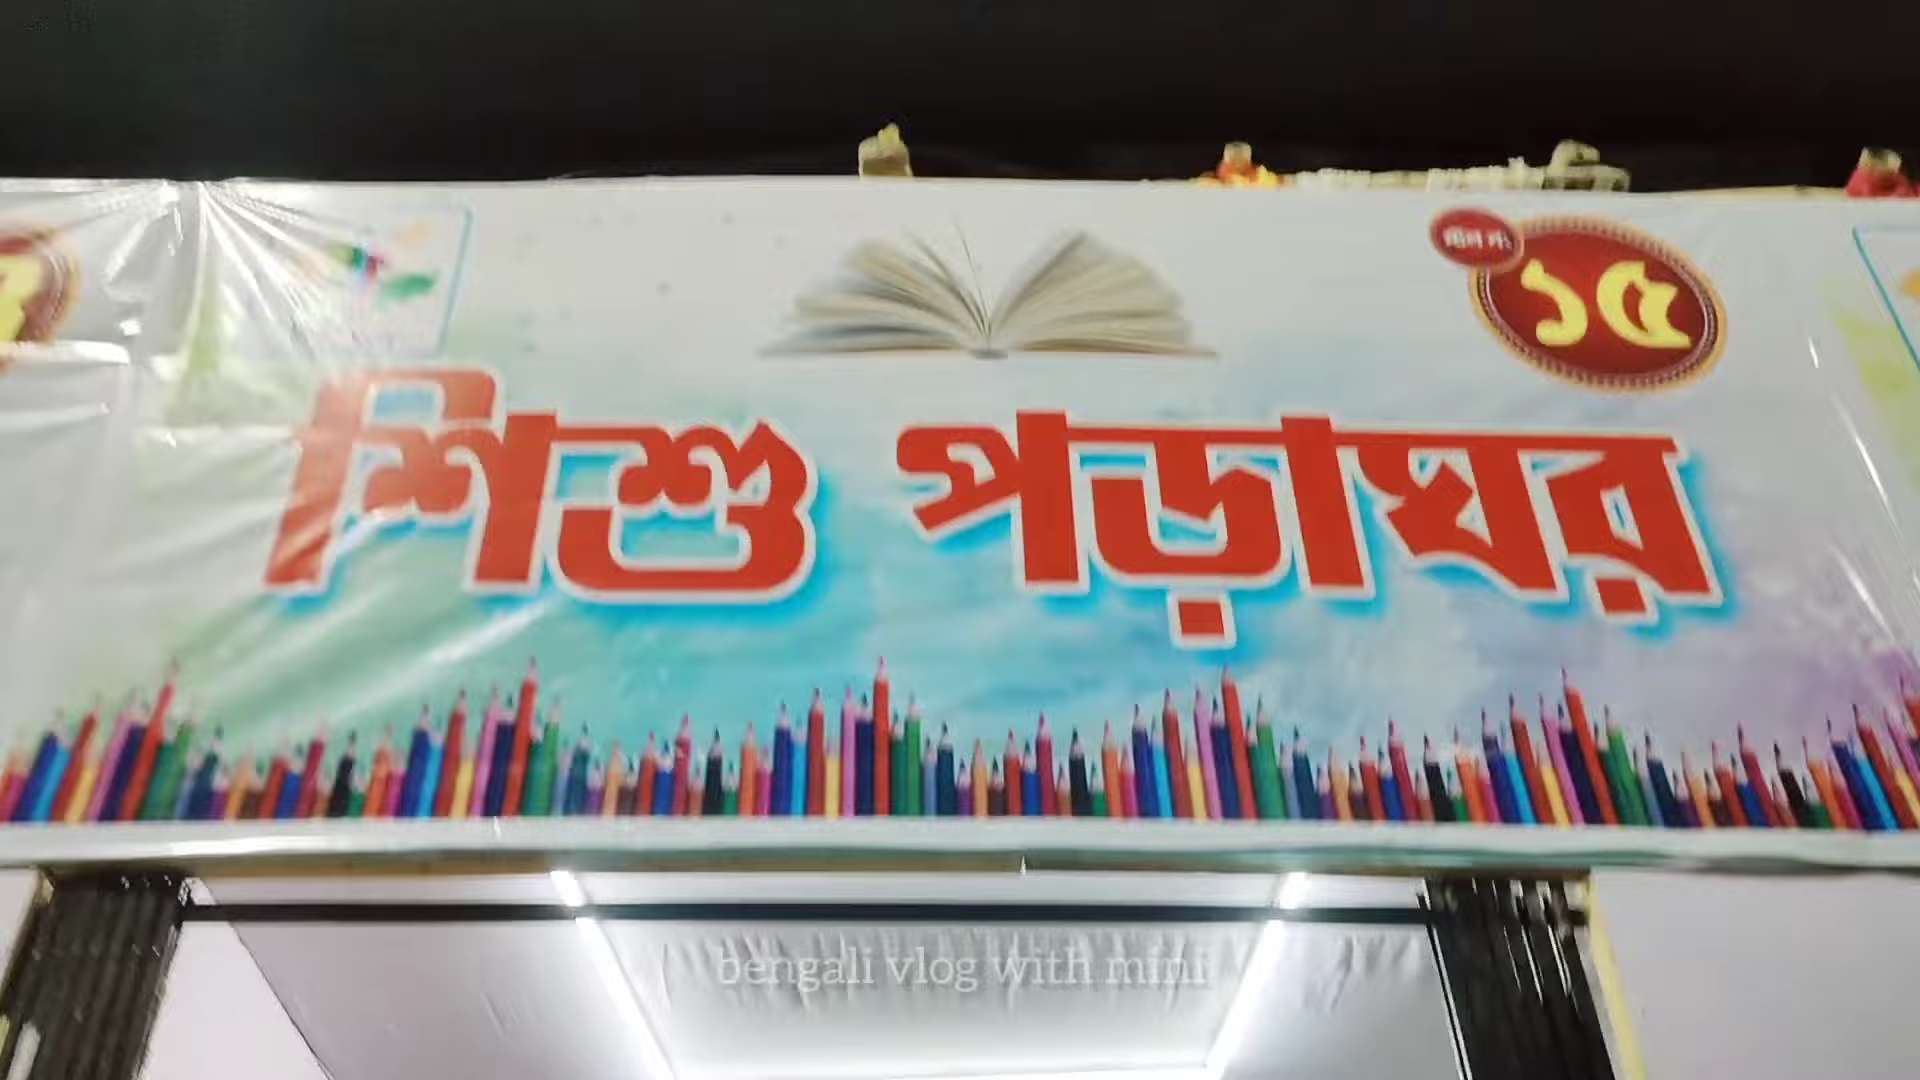 স্টল নং
১৫
শিশু পড়াঘর
bengali vlog with mini